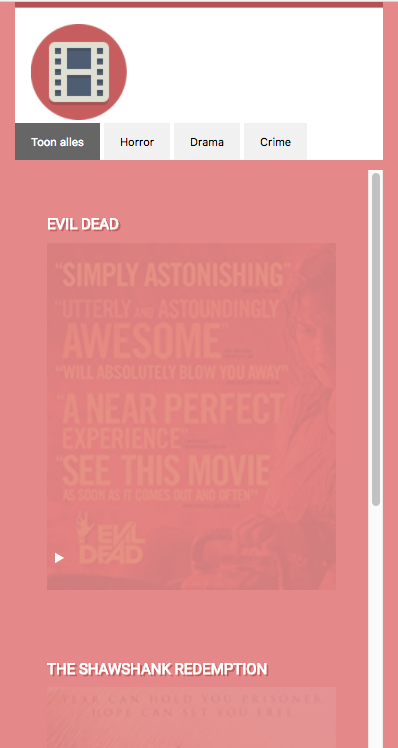 Toon alles Horror Drama Crime
EVIL DEAD
"SIMPLY ASTONISHING"
"UTTERLY AND ASTOUNDINGLY
AWESOME"
"WILL ABSOLUTELY BLOW YOU AWAY"
"A NEAR PERFECT
EXPERIENCE"
"SEE THIS MOVIE
AS SOON AS IT COMES OUT AND OFTEN"
EVIL
DEAD
THE SHAWSHANK REDEMPTION
FEAR CAN HOLD YOU PRISONER
HOPE CAN SET YOU FREE